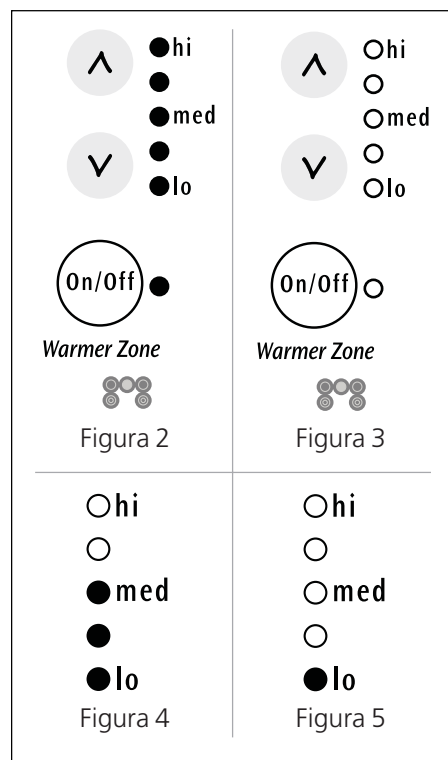 hi
med
lo
On/Off
Warmer Zone
Figura 2
hi
med
lo
On/Off
Warmer Zone
Figura 3
hi
med
lo
Figura 4
hi
med
lo
Figura 5